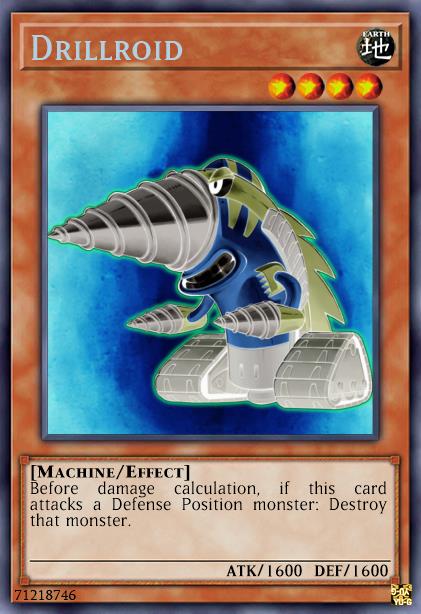 DRILLROID
EARTH
地
[MACHINE/EFFECT]
Before damage calculation, if this card
attacks a Defense Position monster: Destroy
that monster.
ATK/1600 DEF/1600
71218746